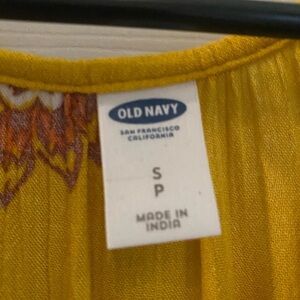 OLD NAVY
SAN FRANCISCO
CALIFORNIA
S
P
MADE IN
INDIA